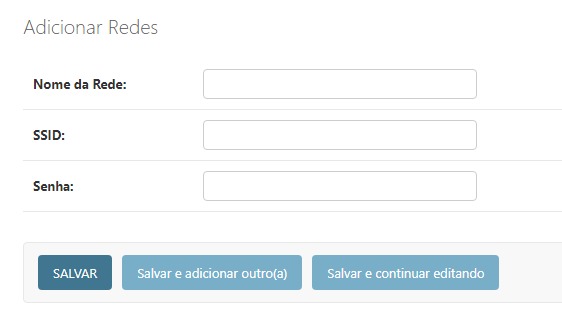 Adicionar Redes
Nome da Rede:
SSID:
Senha:
SALVAR Salvar e adicionar outro(a) Salvar e continuar editando